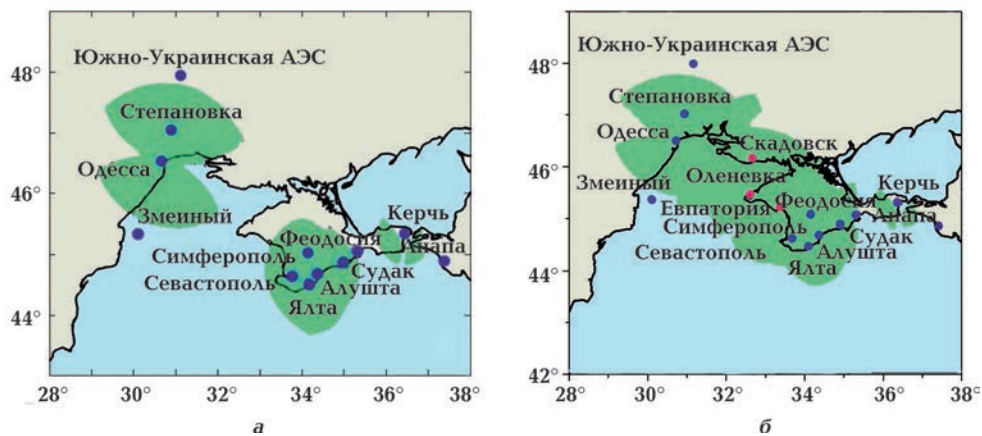 Южно-Украинская АЭС
48°
Степановка
Одесса
46°
Змеиный
Керчь
Феодосия
Анапа
Симферополь
Судак
Севастополь
Алушта
Ялта
44°
28° 30° 32° 34° 36° 38°
а
Южно-Украинская АЭС
48°
Степановка
Одесса
Скадовск
46°
Оленевка
Змеиный
Керчь
Феодосия
Евпатория
Анапа
Симферополь
Судак
Севастополь
Алушта
Ялта
44°
42°
28° 30° 32° 34° 36° 38°
б